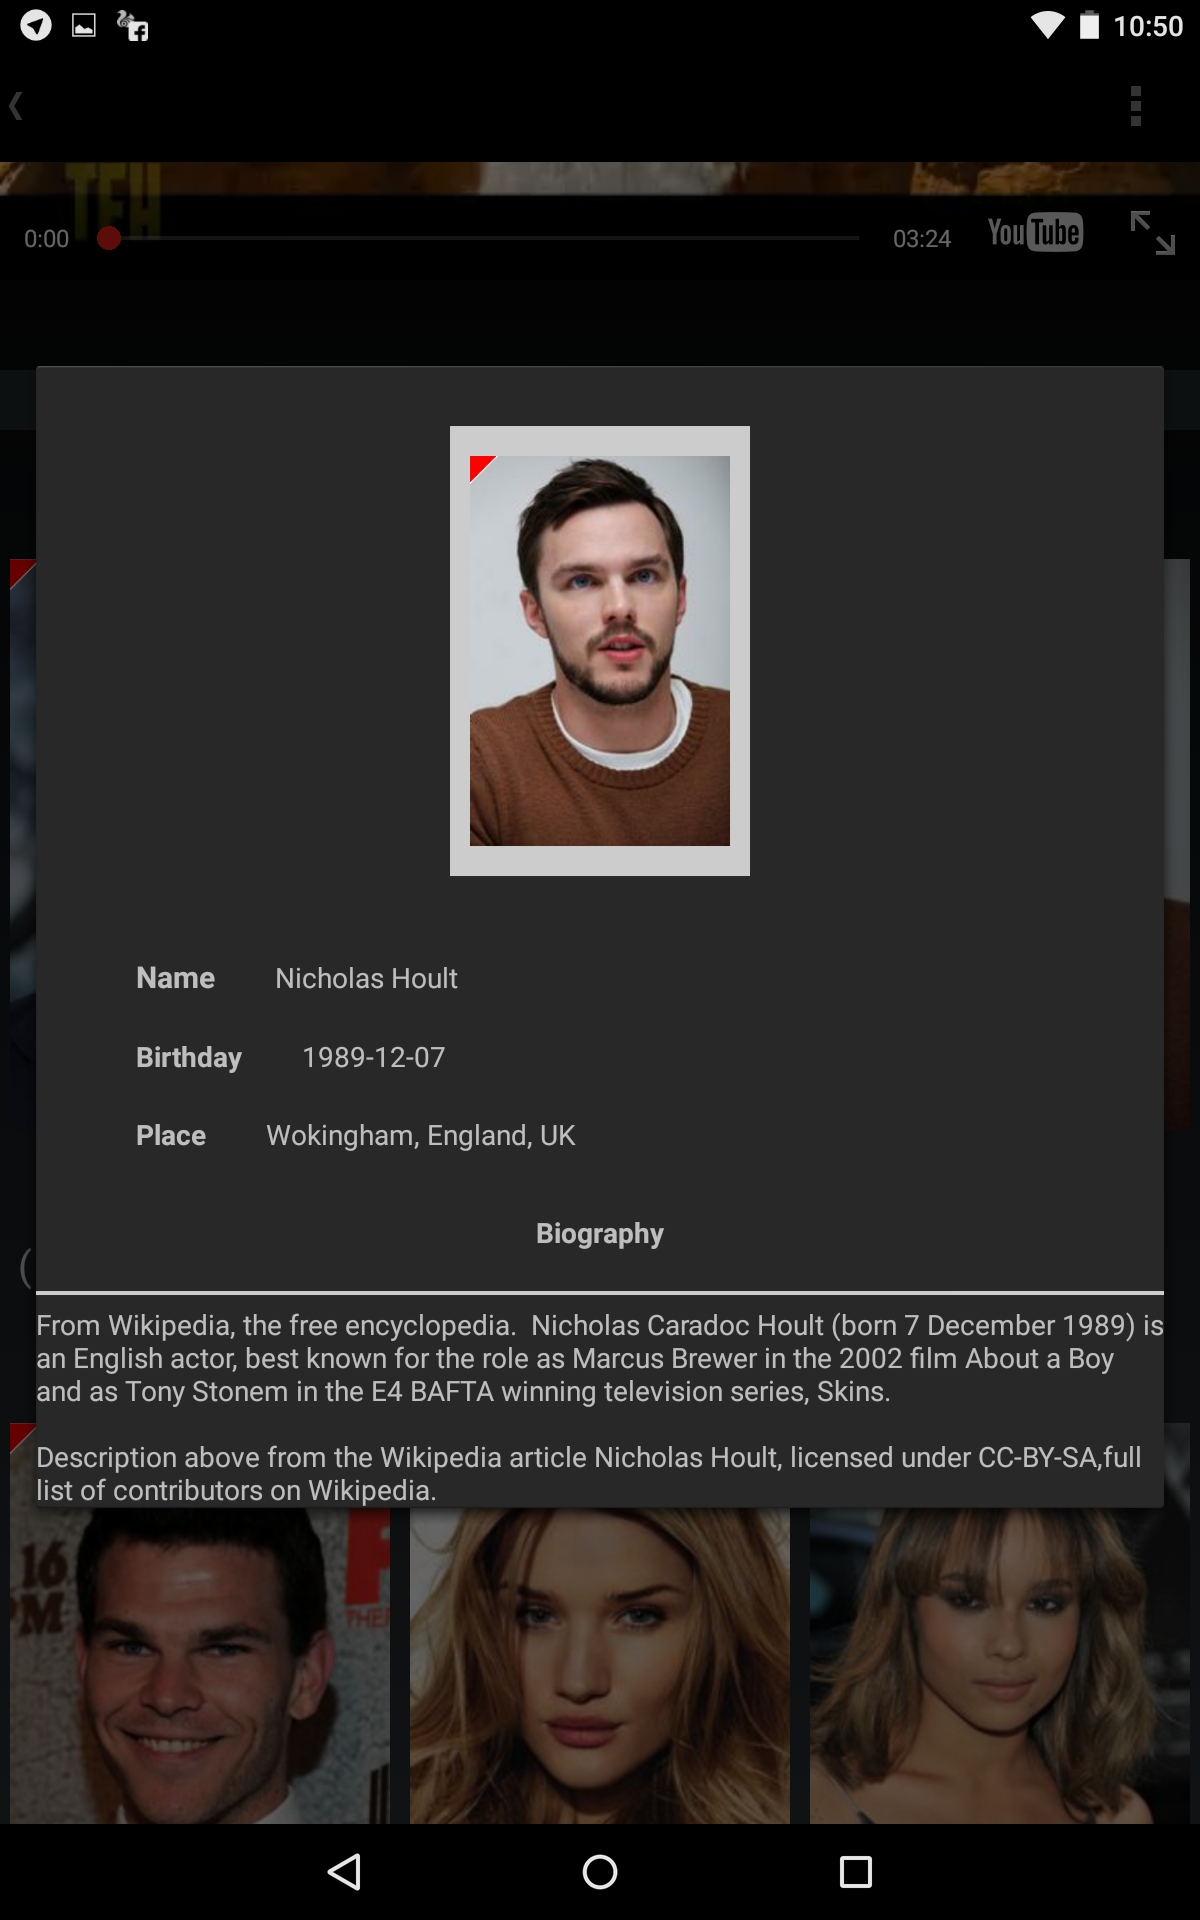 10:50
TEH
0:00
03:24
YouTube
Name Nicholas Hoult
Birthday 1989-12-07
Place Wokingham, England, UK
Biography
(
From Wikipedia, the free encyclopedia.  Nicholas Caradoc Hoult (born 7 December 1989) is
an English actor, best known for the role as Marcus Brewer in the 2002 film About a Boy
and as Tony Stonem in the E4 BAFTA winning television series, Skins.
Description above from the Wikipedia article Nicholas Hoult, licensed under CC-BY-SA,full
list of contributors on Wikipedia.
16
PM
THE